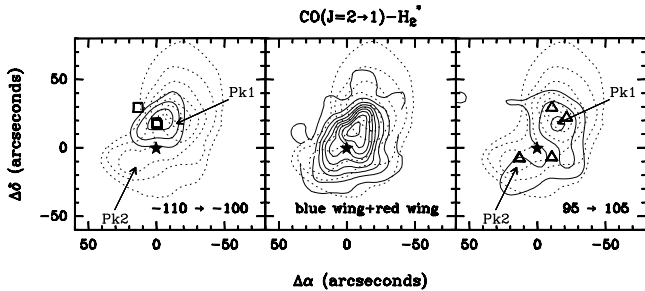 CO(J=2→1)−H₂*
Δδ (arcseconds)
50
0
−50
Pk1
Pk2
−110 → −100
blue wing+red wing
Pk1
Pk2
95 → 105
50 0 −50
50 0 −50
50 0 −50
Δα (arcseconds)